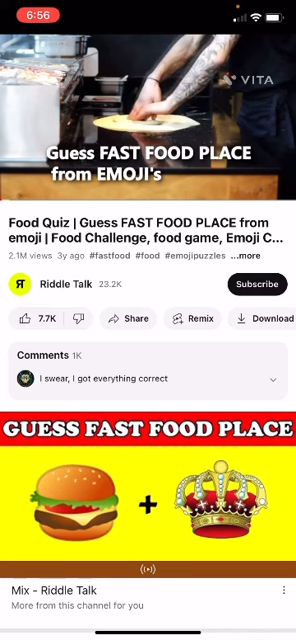 6:56
VITA
Guess FAST FOOD PLACE
from EMOJI's
Food Quiz | Guess FAST FOOD PLACE from
emoji | Food Challenge, food game, Emoji C...
2.1M views 3y ago #fastfood #food #emojipuzzles ...more
Riddle Talk 23.2K
Subscribe
7.7K
Share
Remix
Download
Comments 1K
I swear, I got everything correct
GUESS FAST FOOD PLACE
+
Mix - Riddle Talk
More from this channel for you